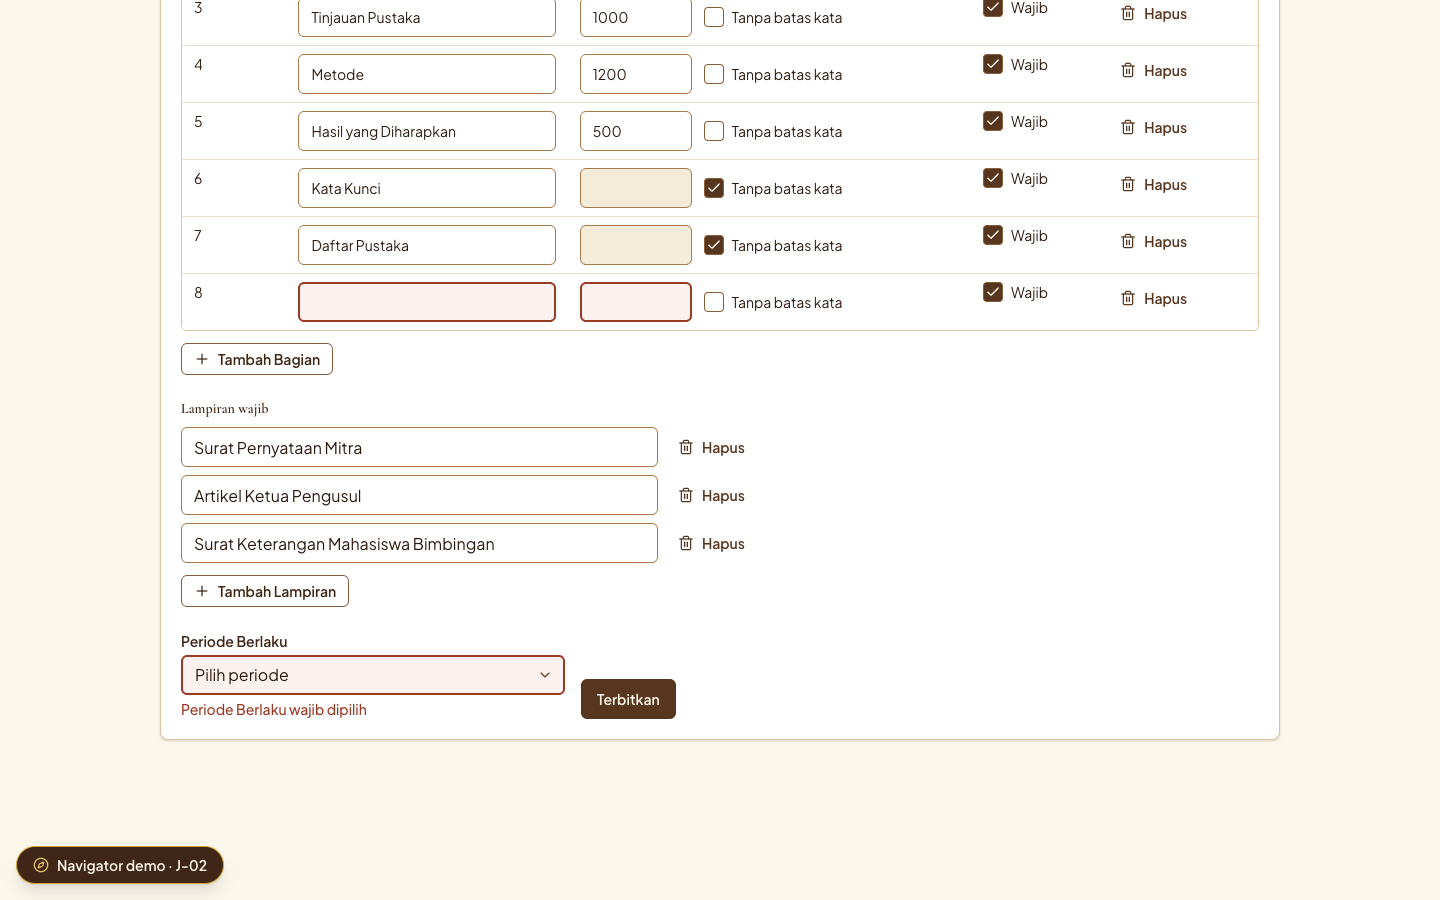 3 Tinjauan Pustaka 1000 Tanpa batas kata Wajib Hapus
4 Metode 1200 Tanpa batas kata Wajib Hapus
5 Hasil yang Diharapkan 500 Tanpa batas kata Wajib Hapus
6 Kata Kunci Tanpa batas kata Wajib Hapus
7 Daftar Pustaka Tanpa batas kata Wajib Hapus
8 Tanpa batas kata Wajib Hapus
Tambah Bagian
Lampiran wajib
Surat Pernyataan Mitra Hapus
Artikel Ketua Pengusul Hapus
Surat Keterangan Mahasiswa Bimbingan Hapus
Tambah Lampiran
Periode Berlaku
Pilih periode
Terbitkan
Periode Berlaku wajib dipilih
Navigator demo · J-02